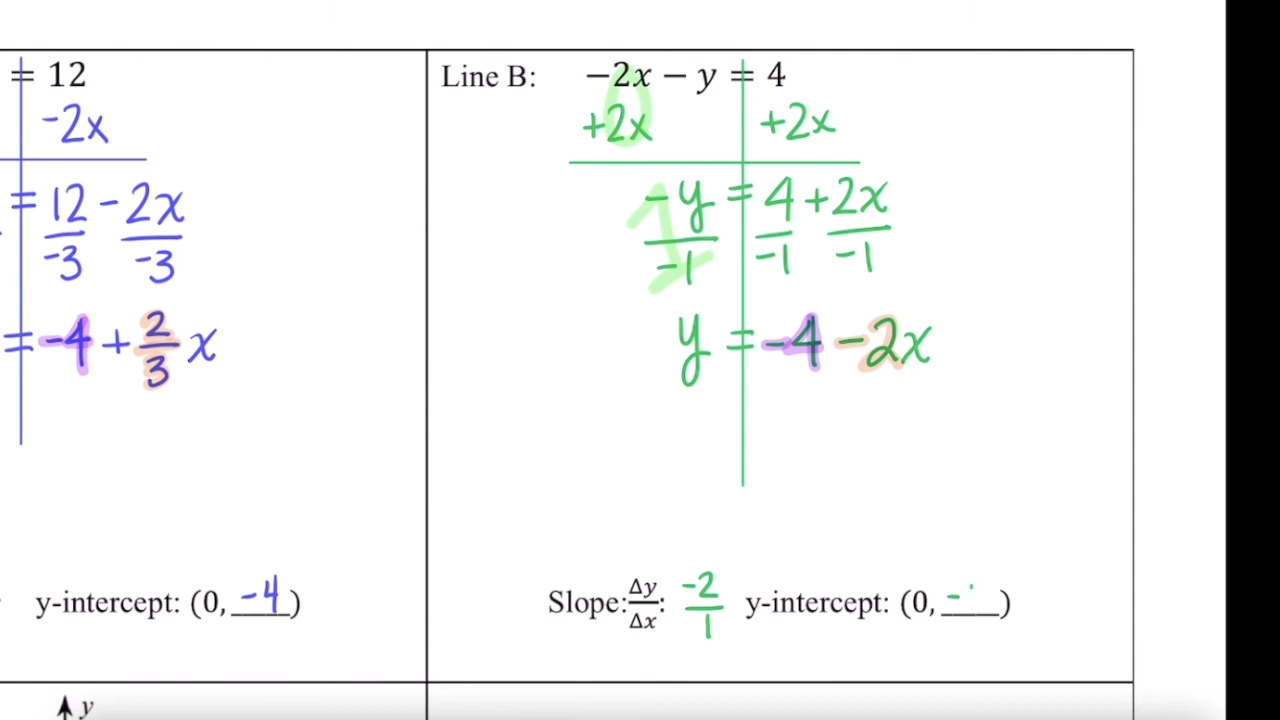 = 12
-2x
= 12 - 2x
-3 -3
= -4 + 2/3 x
y-intercept: (0, -4)
Line B: −2x − y = 4
+2x +2x
-y = 4 + 2x
-1 -1 -1
y = -4 - 2x
Slope: Δy/Δx: -2/1 y-intercept: (0, -___)
y